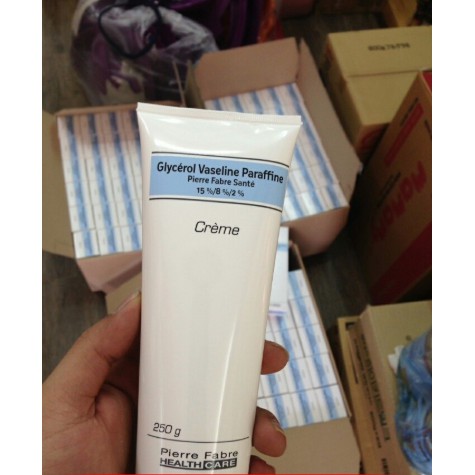 Glycérol Vaseline Paraffine
Pierre Fabre Santé
15 %/8 %/2 %
Crème
250 g
Pierre Fabre
HEALTH CARE